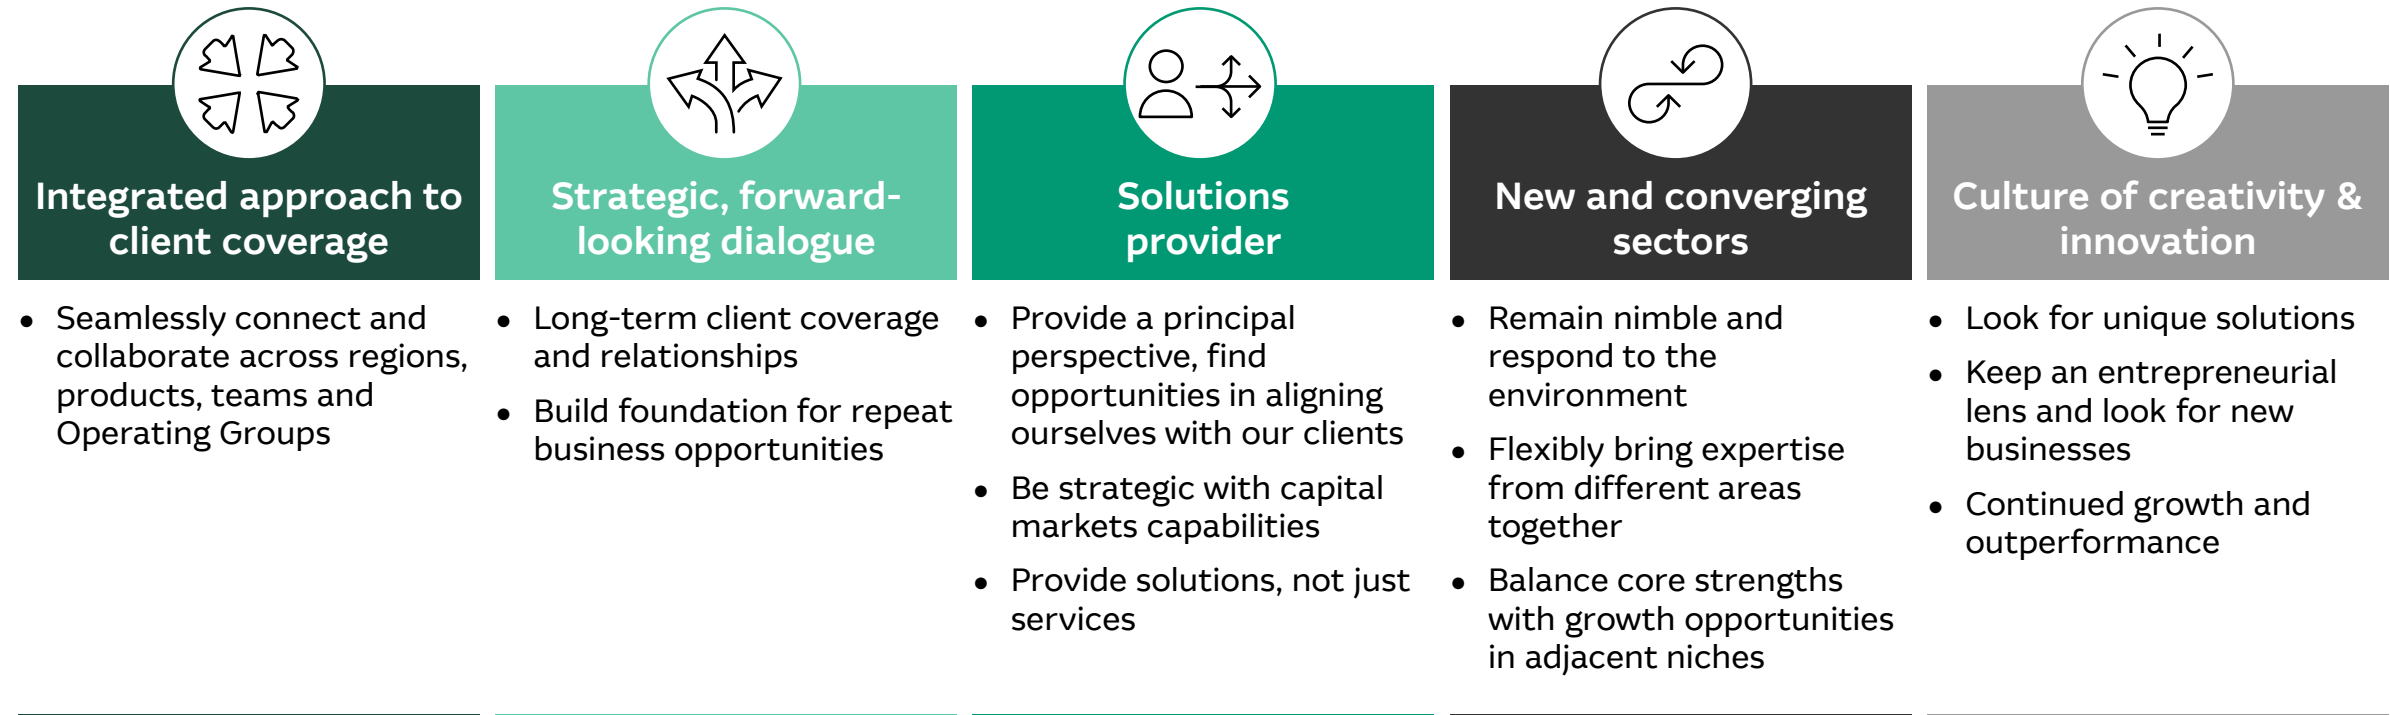 Integrated approach to
client coverage
• Seamlessly connect and
collaborate across regions,
products, teams and
Operating Groups
Strategic, forward-
looking dialogue
• Long-term client coverage
and relationships
• Build foundation for repeat
business opportunities
Solutions
provider
• Provide a principal
perspective, find
opportunities in aligning
ourselves with our clients
• Be strategic with capital
markets capabilities
• Provide solutions, not just
services
New and converging
sectors
• Remain nimble and
respond to the
environment
• Flexibly bring expertise
from different areas
together
• Balance core strengths
with growth opportunities
in adjacent niches
Culture of creativity &
innovation
• Look for unique solutions
• Keep an entrepreneurial
lens and look for new
businesses
• Continued growth and
outperformance